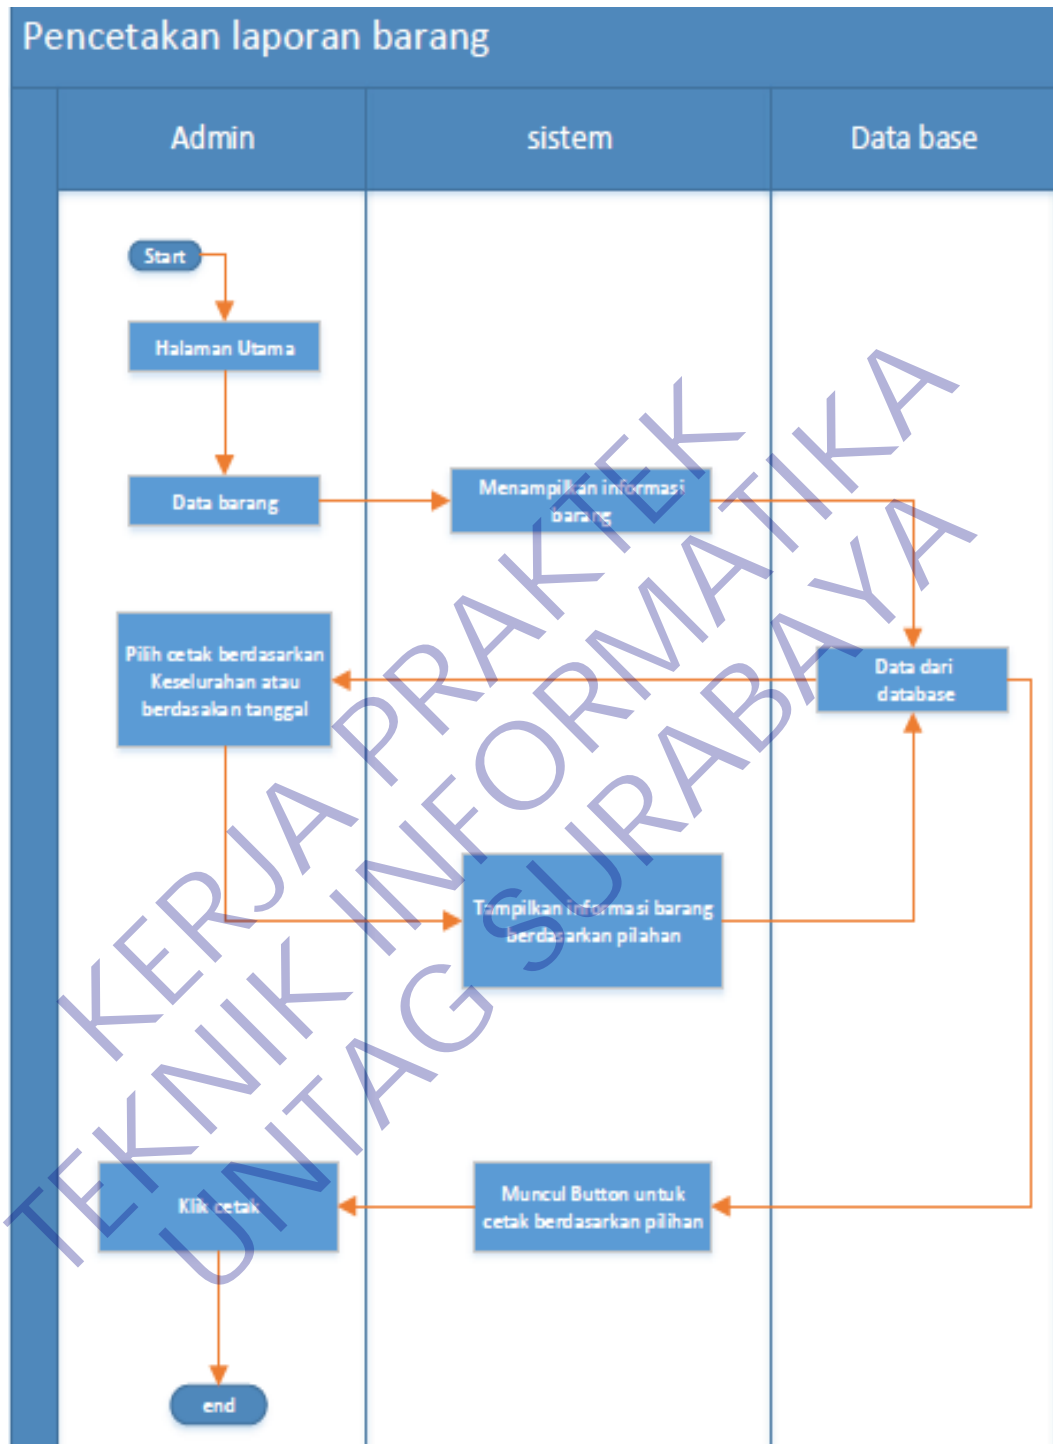 Pencetakan laporan barang
Admin
sistem
Data base
Start
Halaman Utama
Data barang
Menampilkan informasi
barang
Pilih cetak berdasarkan
Keselurahan atau
berdasakan tanggal
Data dari
database
Tampilkan informasi barang
berdasarkan pilahan
Klik cetak
Muncul Button untuk
cetak berdasarkan pilihan
end
KERJA PRAKTEK
TEKNIK INFORMATIKA
UNTAG SURABAYA